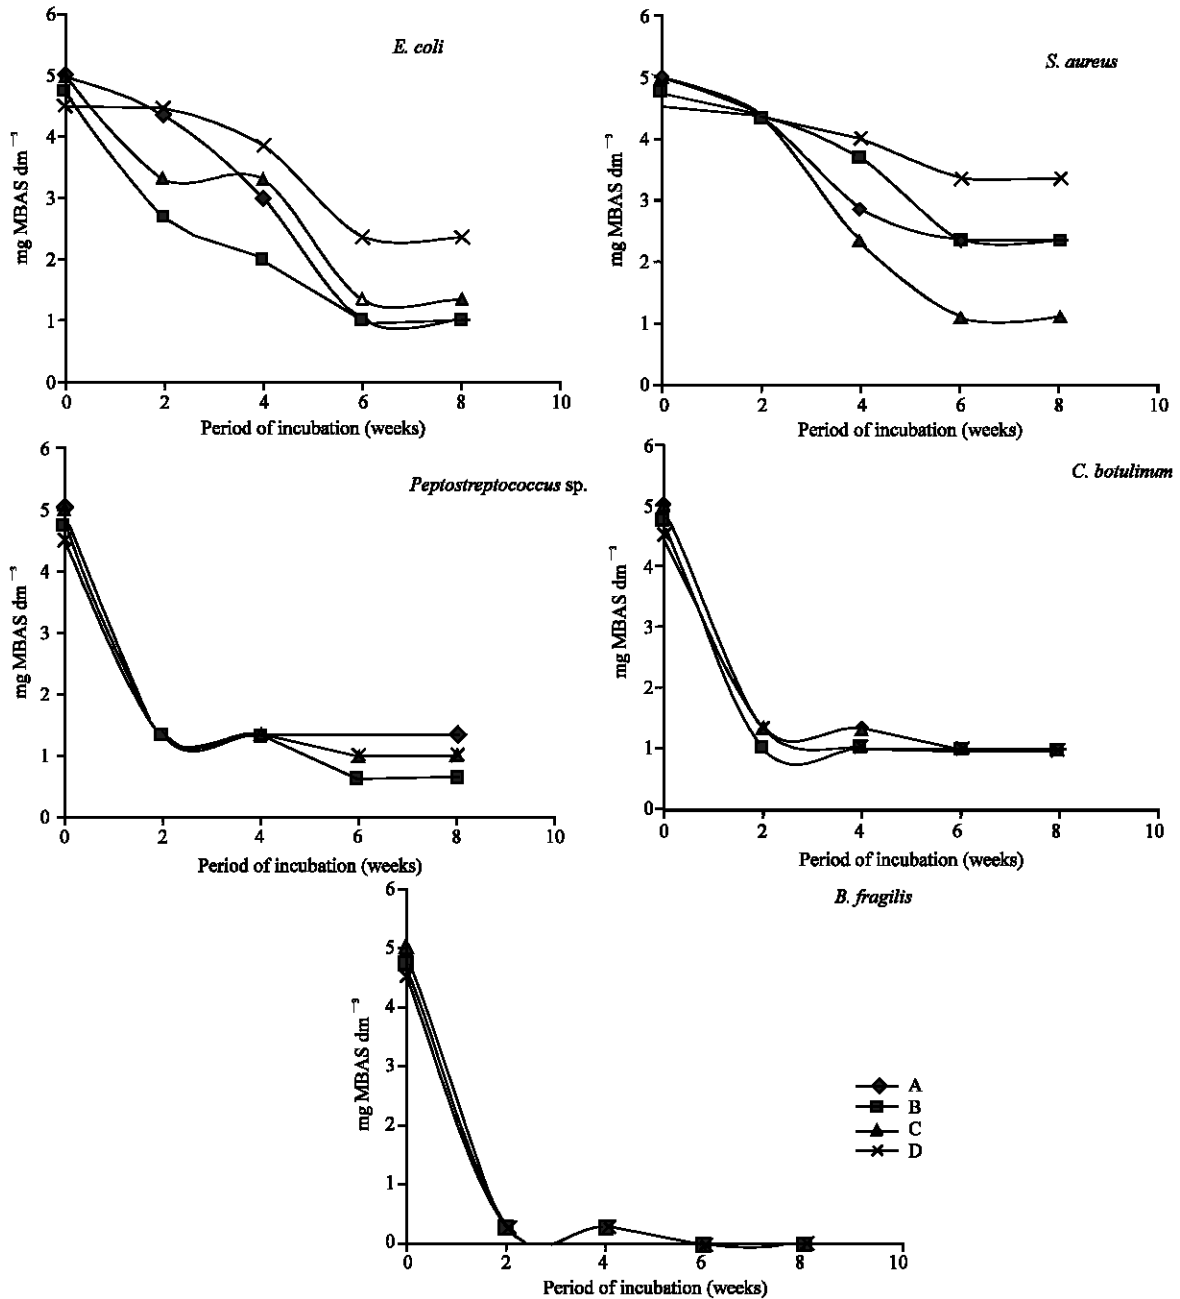 E. coli
6
5
4
3
2
1
0
mg MBAS dm⁻³
0 2 4 6 8 10
Period of incubation (weeks)
S. aureus
6
5
4
3
2
1
0
mg MBAS dm⁻³
0 2 4 6 8 10
Period of incubation (weeks)
Peptostreptococcus sp.
6
5
4
3
2
1
0
mg MBAS dm⁻³
0 2 4 6 8 10
Period of incubation (weeks)
C. botulinum
6
5
4
3
2
1
0
mg MBAS dm⁻³
0 2 4 6 8 10
Period of incubation (weeks)
B. fragilis
6
5
4
3
2
1
0
mg MBAS dm⁻³
0 2 4 6 8 10
Period of incubation (weeks)
A
B
C
D